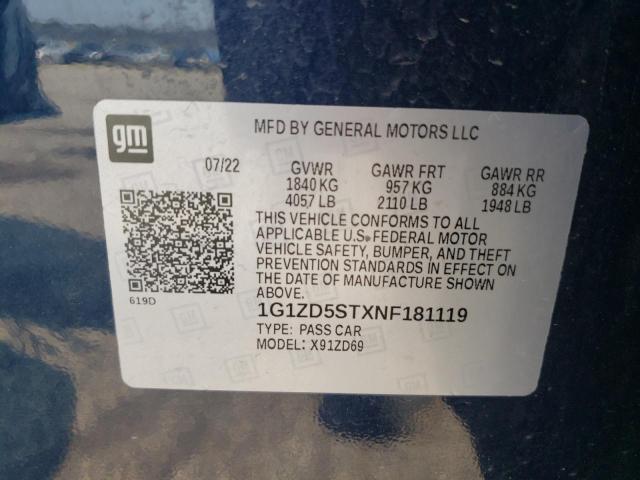 gm
MFD BY GENERAL MOTORS LLC
07/22 GVWR GAWR FRT GAWR RR
1840 KG 957 KG 884 KG
4057 LB 2110 LB 1948 LB
THIS VEHICLE CONFORMS TO ALL
APPLICABLE U.S. FEDERAL MOTOR
VEHICLE SAFETY, BUMPER, AND THEFT
PREVENTION STANDARDS IN EFFECT ON
THE DATE OF MANUFACTURE SHOWN
ABOVE.
619D
1G1ZD5STXNF181119
TYPE: PASS CAR
MODEL: X91ZD69